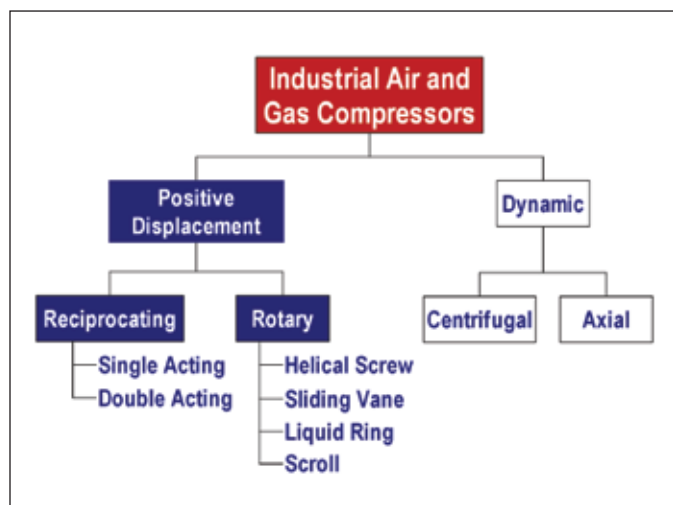 Industrial Air and
Gas Compressors
Positive
Displacement
Dynamic
Reciprocating
Rotary
Centrifugal
Axial
Single Acting
Double Acting
Helical Screw
Sliding Vane
Liquid Ring
Scroll